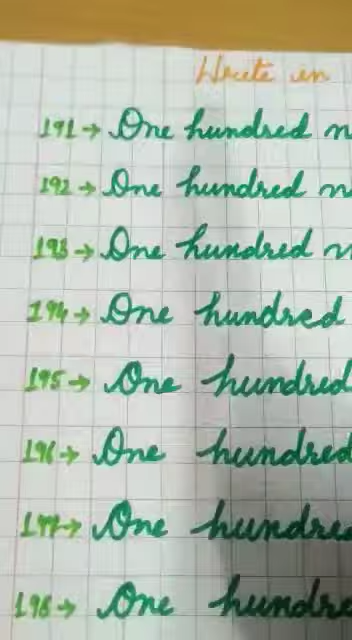 Write in
191→ One hundred n
192→ One hundred n
193→ One hundred n
194→ One hundred
195→ One hundred
196→ One hundred
197→ One hundre
198→ One hundre